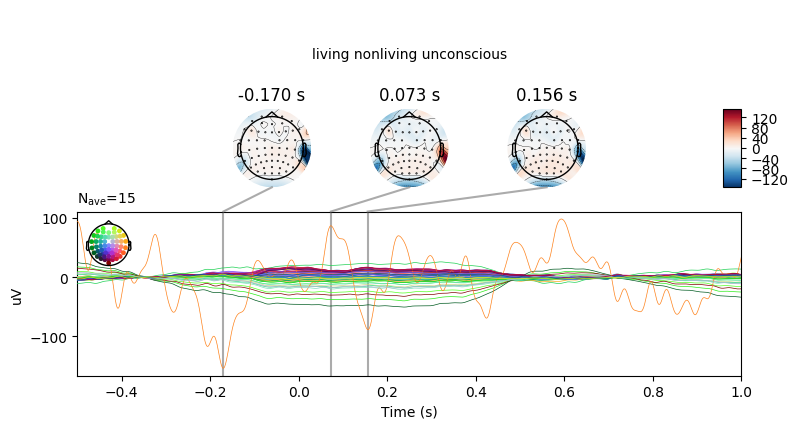 living nonliving unconscious
-0.170 s 0.073 s 0.156 s
120
80
40
0
−40
−80
−120
Nave=15
100
0
−100
uV
−0.4 −0.2 0.0 0.2 0.4 0.6 0.8 1.0
Time (s)